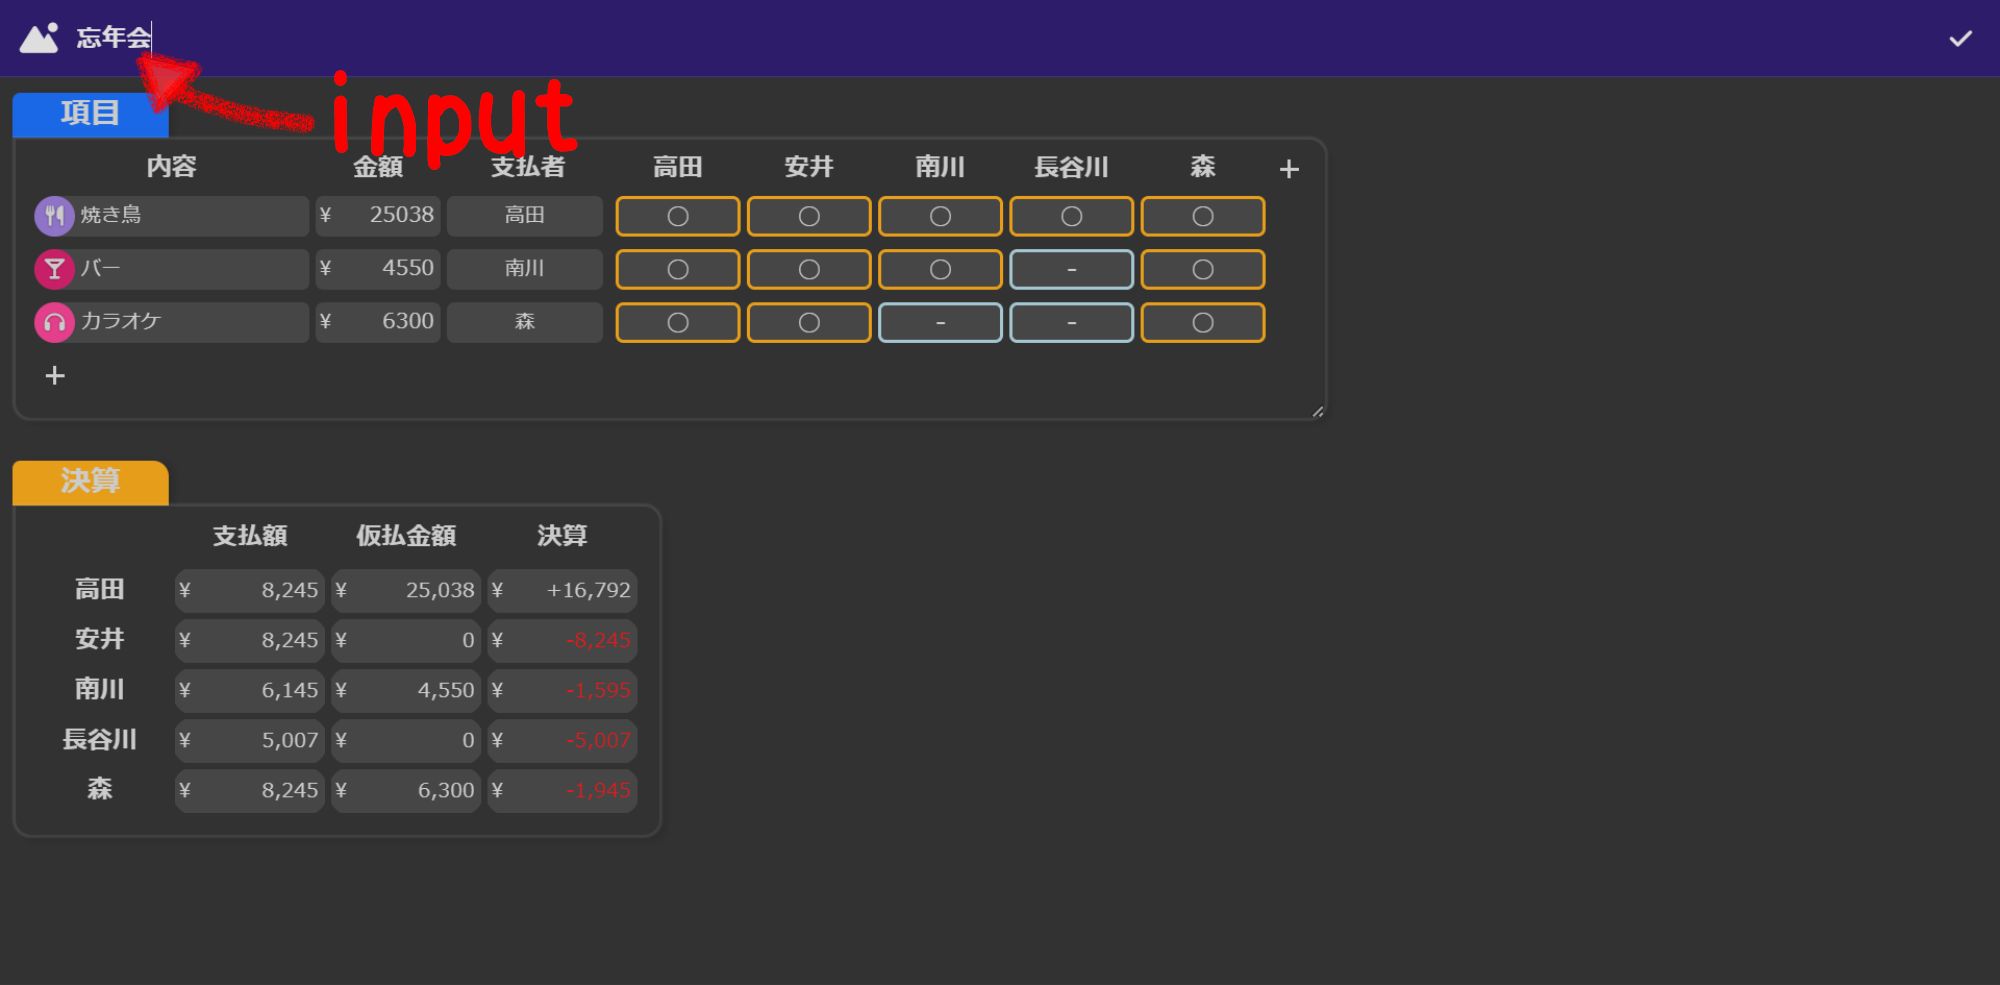 忘年会
input
項目
内容 金額 支払者 高田 安井 南川 長谷川 森 +
焼き鳥 ¥ 25038 高田 〇 〇 〇 〇 〇
バー ¥ 4550 南川 〇 〇 〇 - 〇
カラオケ ¥ 6300 森 〇 〇 - - 〇
+
決算
支払額 仮払金額 決算
高田 ¥ 8,245 ¥ 25,038 ¥ +16,792
安井 ¥ 8,245 ¥ 0 ¥ -8,245
南川 ¥ 6,145 ¥ 4,550 ¥ -1,595
長谷川 ¥ 5,007 ¥ 0 ¥ -5,007
森 ¥ 8,245 ¥ 6,300 ¥ -1,945